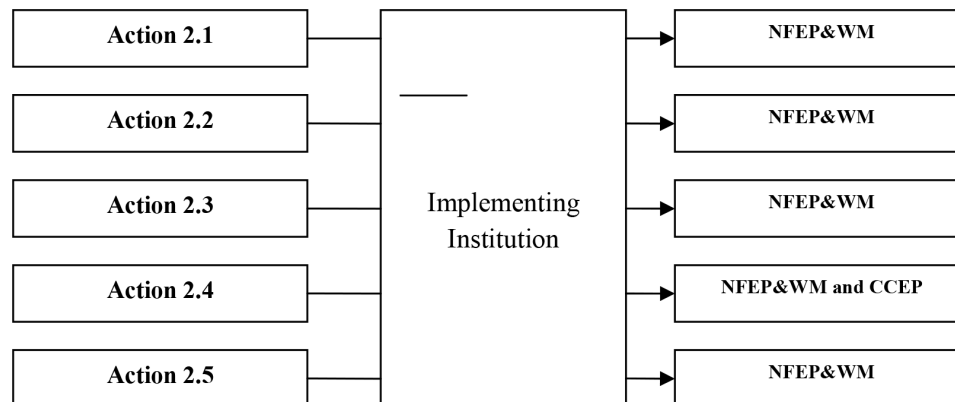 Action 2.1
NFEP&WM
Action 2.2
NFEP&WM
Action 2.3
NFEP&WM
Implementing
Institution
Action 2.4
NFEP&WM and CCEP
Action 2.5
NFEP&WM